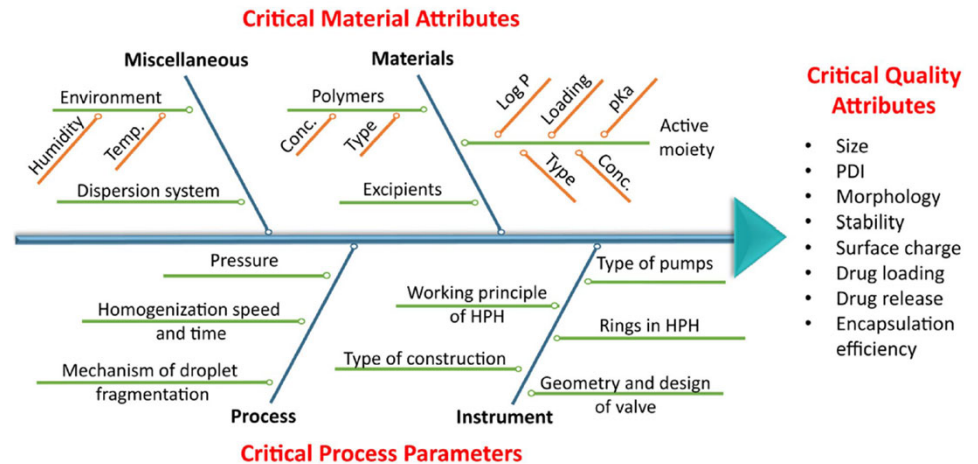 Critical Material Attributes
Miscellaneous
Materials
Environment
Humidity
Temp.
Dispersion system
Polymers
Conc.
Type
Excipients
Log P
Loading
pKa
Active
moiety
Type
Conc.
Critical Quality
Attributes
• Size
• PDI
• Morphology
• Stability
• Surface charge
• Drug loading
• Drug release
• Encapsulation
efficiency
Pressure
Homogenization speed
and time
Mechanism of droplet
fragmentation
Process
Type of pumps
Working principle
of HPH
Rings in HPH
Type of construction
Geometry and design
of valve
Instrument
Critical Process Parameters